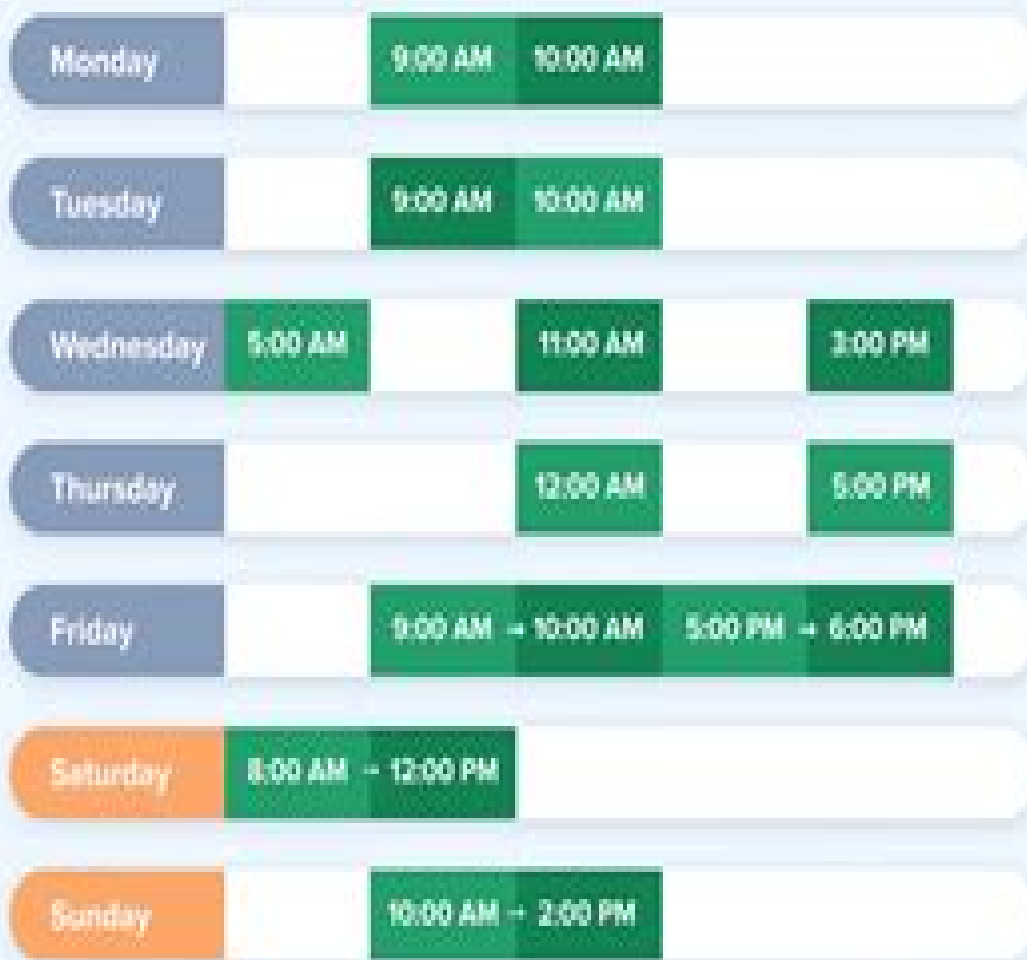 Monday 9:00 AM 10:00 AM
Tuesday 9:00 AM 10:00 AM
Wednesday 5:00 AM 11:00 AM 3:00 PM
Thursday 12:00 AM 5:00 PM
Friday 9:00 AM → 10:00 AM 5:00 PM → 6:00 PM
Saturday 8:00 AM → 12:00 PM
Sunday 10:00 AM → 2:00 PM